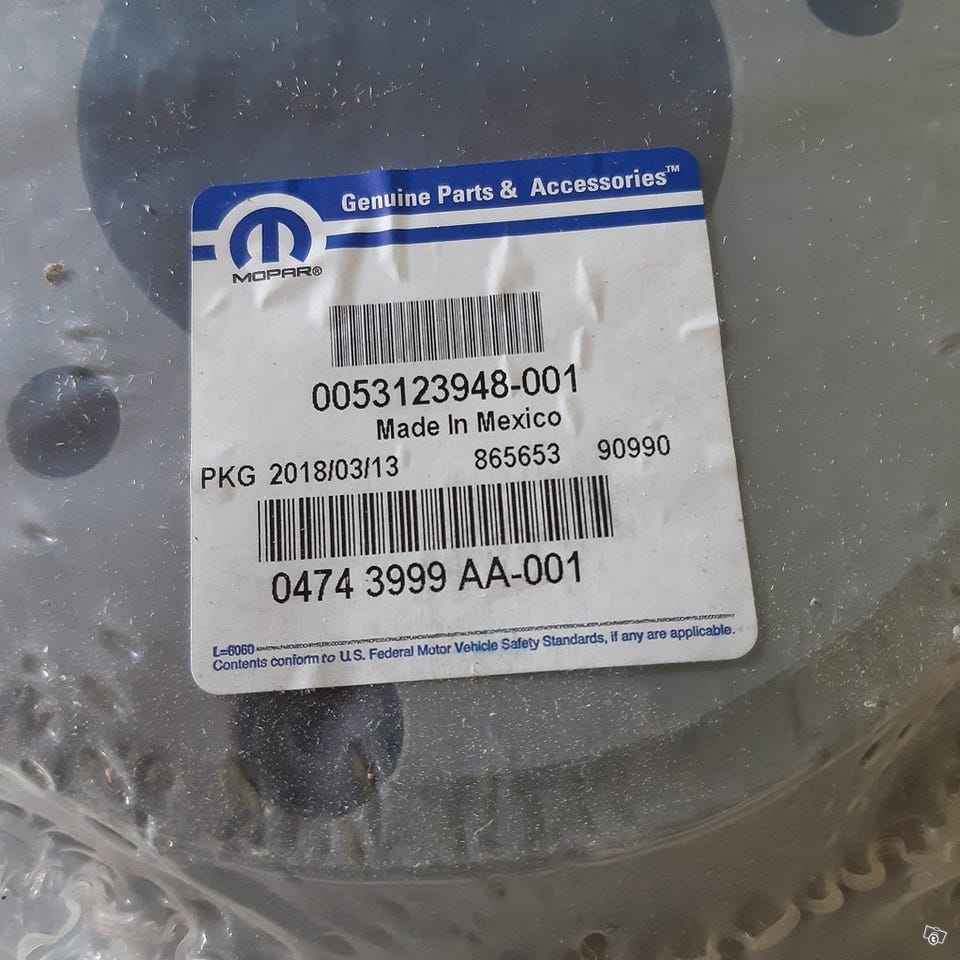 Genuine Parts & Accessories™
MOPAR®
0053123948-001
Made In Mexico
PKG 2018/03/13 865653 90990
0474 3999 AA-001
L=6060
Contents conform to U.S. Federal Motor Vehicle Safety Standards, if any are applicable.